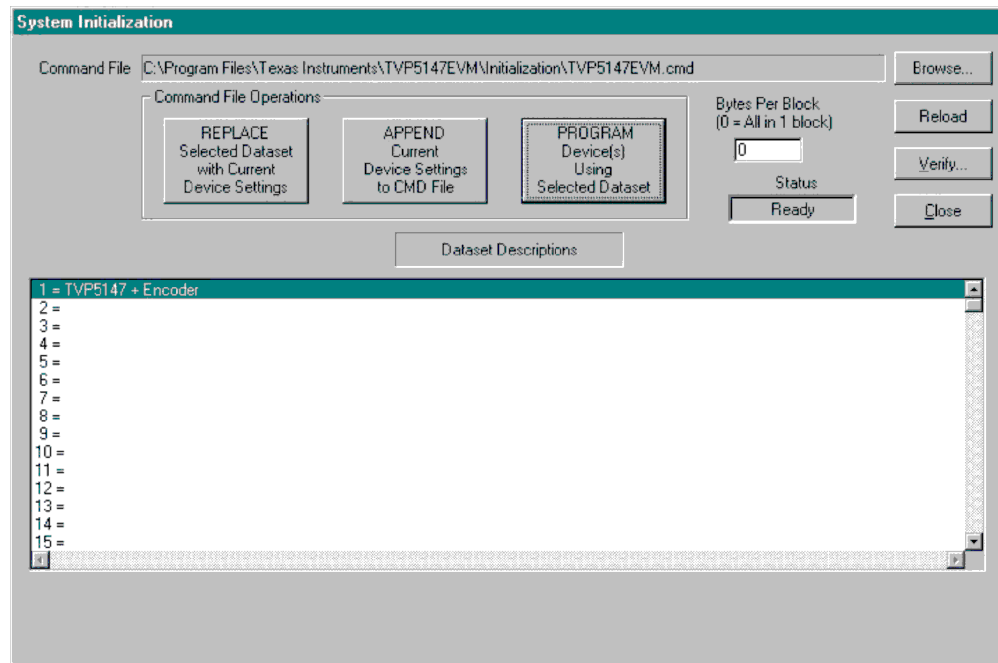 System Initialization
Command File C:\Program Files\Texas Instruments\TVP5147EVM\Initialization\TVP5147EVM.cmd Browse...
Command File Operations
REPLACE
Selected Dataset
with Current
Device Settings
APPEND
Current
Device Settings
to CMD File
PROGRAM
Device(s)
Using
Selected Dataset
Bytes Per Block
(0 = All in 1 block)
0
Status
Ready
Reload
Verify...
Close
Dataset Descriptions
1 = TVP5147 + Encoder
2 =
3 =
4 =
5 =
6 =
7 =
8 =
9 =
10 =
11 =
12 =
13 =
14 =
15 =